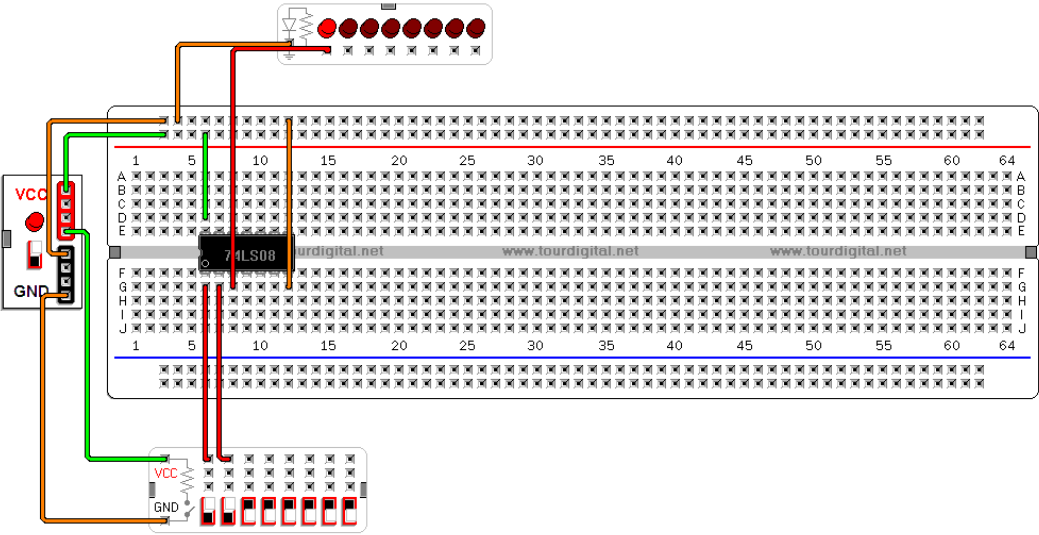 1 5 10 15 20 25 30 35 40 45 50 55 60 64
A A
B B
VCC
C C
D D
E E
74LS08 urdigital.net www.tourdigital.net www.tourdigital.net
F F
G G
GND
H H
I I
J J
1 5 10 15 20 25 30 35 40 45 50 55 60 64
VCC
GND